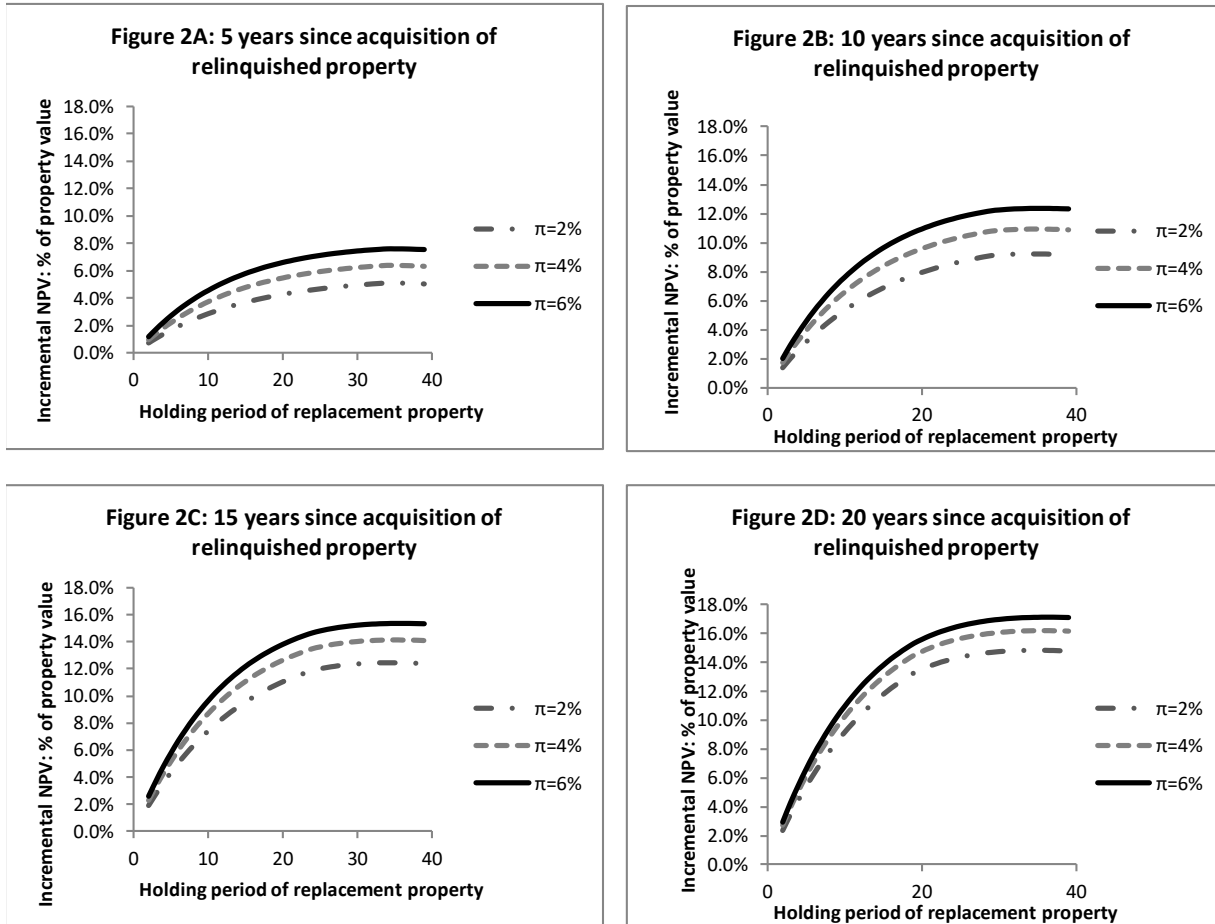 Figure 2A: 5 years since acquisition of
relinquished property
Incremental NPV: % of property value
18.0%
16.0%
14.0%
12.0%
10.0%
8.0%
6.0%
4.0%
2.0%
0.0%
0 10 20 30 40
Holding period of replacement property
π=2%
π=4%
π=6%
Figure 2B: 10 years since acquisition of
relinquished property
Incremental NPV: % of property value
18.0%
16.0%
14.0%
12.0%
10.0%
8.0%
6.0%
4.0%
2.0%
0.0%
0 20 40
Holding period of replacement property
π=2%
π=4%
π=6%
Figure 2C: 15 years since acquisition of
relinquished property
Incremental NPV: % of property value
18.0%
16.0%
14.0%
12.0%
10.0%
8.0%
6.0%
4.0%
2.0%
0.0%
0 10 20 30 40
Holding period of replacement property
π=2%
π=4%
π=6%
Figure 2D: 20 years since acquisition of
relinquished property
Incremental NPV: % of property value
18.0%
16.0%
14.0%
12.0%
10.0%
8.0%
6.0%
4.0%
2.0%
0.0%
0 20 40
Holding period of replacement property
π=2%
π=4%
π=6%